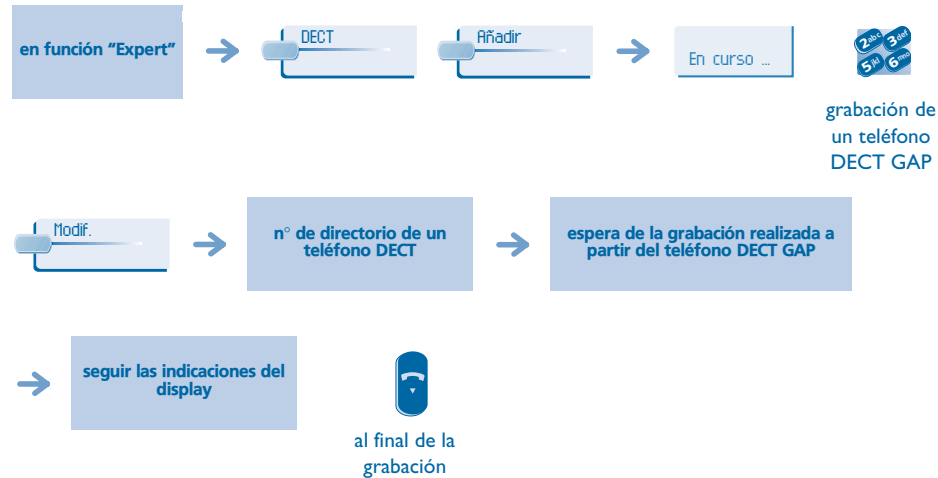 en función “Expert”
DECT
Añadir
En curso ...
2abc 3def
5jkl 6mno
grabación de
un teléfono
DECT GAP
Modif.
n° de directorio de un
teléfono DECT
espera de la grabación realizada a
partir del teléfono DECT GAP
seguir las indicaciones del
display
al final de la
grabación